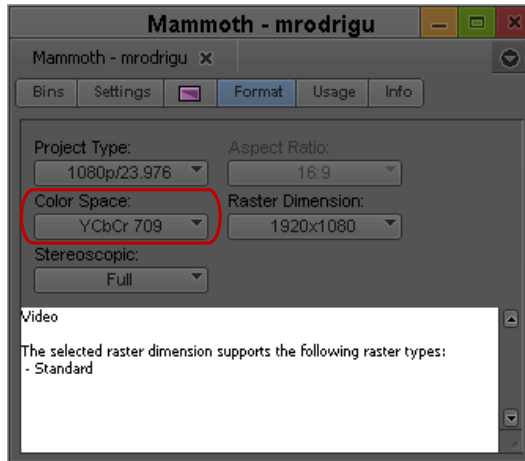 Mammoth - mrodrigu
Mammoth - mrodrigu
Bins Settings Format Usage Info
Project Type: Aspect Ratio:
1080p/23.976 16:9
Color Space: Raster Dimension:
YCbCr 709 1920x1080
Stereoscopic:
Full
Video
The selected raster dimension supports the following raster types:
- Standard